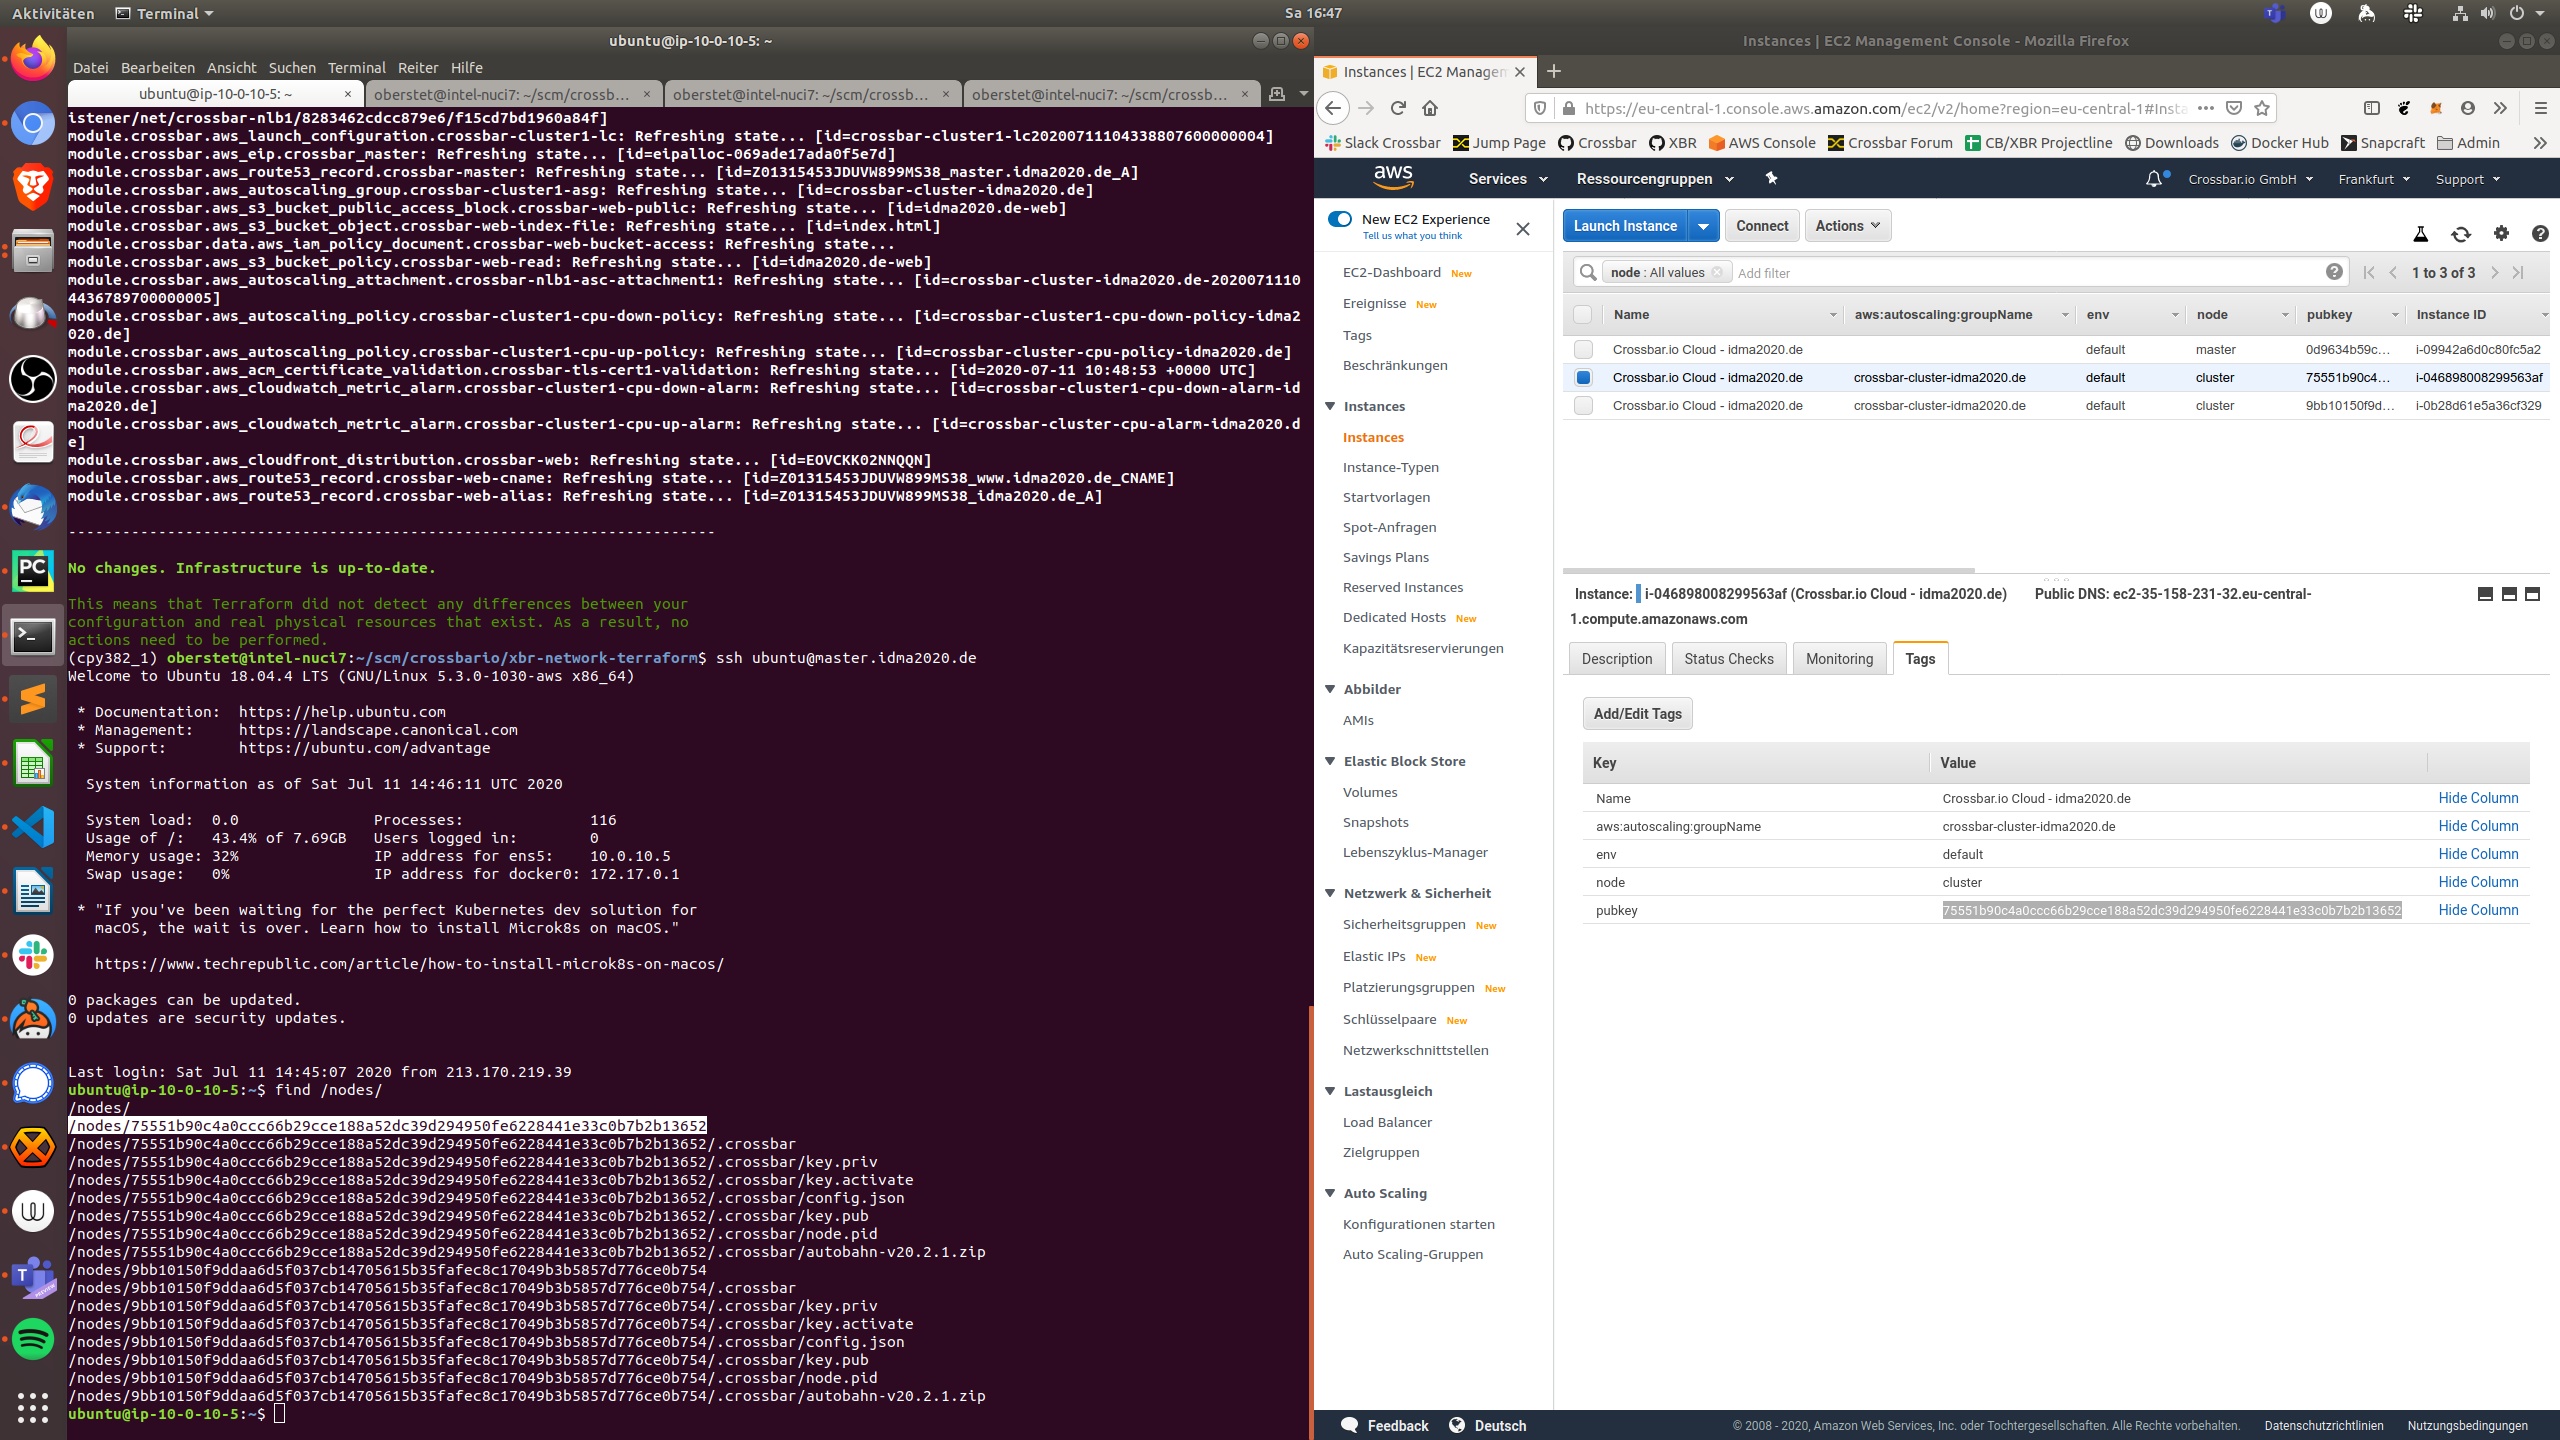 Aktivitäten
Terminal
Sa 16:47
ubuntu@ip-10-0-10-5: ~
Datei Bearbeiten Ansicht Suchen Terminal Reiter Hilfe
ubuntu@ip-10-0-10-5: ~ ×
oberstet@intel-nuci7: ~/scm/crossb… ×
oberstet@intel-nuci7: ~/scm/crossb… ×
oberstet@intel-nuci7: ~/scm/crossb… ×
istener/net/crossbar-nlb1/8283462cdcc879e6/f15cd7bd1960a84f]
module.crossbar.aws_launch_configuration.crossbar-cluster1-lc: Refreshing state... [id=crossbar-cluster1-lc20200711104338807600000004]
module.crossbar.aws_eip.crossbar_master: Refreshing state... [id=eipalloc-069ade17ada0f5e7d]
module.crossbar.aws_route53_record.crossbar-master: Refreshing state... [id=Z01315453JDUVW899MS38_master.idma2020.de_A]
module.crossbar.aws_autoscaling_group.crossbar-cluster1-asg: Refreshing state... [id=crossbar-cluster-idma2020.de]
module.crossbar.aws_s3_bucket_public_access_block.crossbar-web-public: Refreshing state... [id=idma2020.de-web]
module.crossbar.aws_s3_bucket_object.crossbar-web-index-file: Refreshing state... [id=index.html]
module.crossbar.data.aws_iam_policy_document.crossbar-web-bucket-access: Refreshing state...
module.crossbar.aws_s3_bucket_policy.crossbar-web-read: Refreshing state... [id=idma2020.de-web]
module.crossbar.aws_autoscaling_attachment.crossbar-nlb1-asc-attachment1: Refreshing state... [id=crossbar-cluster-idma2020.de-2020071110
4436789700000005]
module.crossbar.aws_autoscaling_policy.crossbar-cluster1-cpu-down-policy: Refreshing state... [id=crossbar-cluster1-cpu-down-policy-idma2
020.de]
module.crossbar.aws_autoscaling_policy.crossbar-cluster1-cpu-up-policy: Refreshing state... [id=crossbar-cluster-cpu-policy-idma2020.de]
module.crossbar.aws_acm_certificate_validation.crossbar-tls-cert1-validation: Refreshing state... [id=2020-07-11 10:48:53 +0000 UTC]
module.crossbar.aws_cloudwatch_metric_alarm.crossbar-cluster1-cpu-down-alarm: Refreshing state... [id=crossbar-cluster1-cpu-down-alarm-id
ma2020.de]
module.crossbar.aws_cloudwatch_metric_alarm.crossbar-cluster1-cpu-up-alarm: Refreshing state... [id=crossbar-cluster-cpu-alarm-idma2020.d
e]
module.crossbar.aws_cloudfront_distribution.crossbar-web: Refreshing state... [id=EOVCKK02NNQQN]
module.crossbar.aws_route53_record.crossbar-web-cname: Refreshing state... [id=Z01315453JDUVW899MS38_www.idma2020.de_CNAME]
module.crossbar.aws_route53_record.crossbar-web-alias: Refreshing state... [id=Z01315453JDUVW899MS38_idma2020.de_A]
------------------------------------------------------------------------
No changes. Infrastructure is up-to-date.
This means that Terraform did not detect any differences between your
configuration and real physical resources that exist. As a result, no
actions need to be performed.
(cpy382_1) oberstet@intel-nuci7:~/scm/crossbario/xbr-network-terraform$ ssh ubuntu@master.idma2020.de
Welcome to Ubuntu 18.04.4 LTS (GNU/Linux 5.3.0-1030-aws x86_64)
* Documentation: https://help.ubuntu.com
* Management: https://landscape.canonical.com
* Support: https://ubuntu.com/advantage
System information as of Sat Jul 11 14:46:11 UTC 2020
System load: 0.0 Processes: 116
Usage of /: 43.4% of 7.69GB Users logged in: 0
Memory usage: 32% IP address for ens5: 10.0.10.5
Swap usage: 0% IP address for docker0: 172.17.0.1
* "If you've been waiting for the perfect Kubernetes dev solution for
macOS, the wait is over. Learn how to install Microk8s on macOS."
https://www.techrepublic.com/article/how-to-install-microk8s-on-macos/
0 packages can be updated.
0 updates are security updates.
Last login: Sat Jul 11 14:45:07 2020 from 213.170.219.39
ubuntu@ip-10-0-10-5:~$ find /nodes/
/nodes/
/nodes/75551b90c4a0ccc66b29cce188a52dc39d294950fe6228441e33c0b7b2b13652
/nodes/75551b90c4a0ccc66b29cce188a52dc39d294950fe6228441e33c0b7b2b13652/.crossbar
/nodes/75551b90c4a0ccc66b29cce188a52dc39d294950fe6228441e33c0b7b2b13652/.crossbar/key.priv
/nodes/75551b90c4a0ccc66b29cce188a52dc39d294950fe6228441e33c0b7b2b13652/.crossbar/key.activate
/nodes/75551b90c4a0ccc66b29cce188a52dc39d294950fe6228441e33c0b7b2b13652/.crossbar/config.json
/nodes/75551b90c4a0ccc66b29cce188a52dc39d294950fe6228441e33c0b7b2b13652/.crossbar/key.pub
/nodes/75551b90c4a0ccc66b29cce188a52dc39d294950fe6228441e33c0b7b2b13652/.crossbar/node.pid
/nodes/75551b90c4a0ccc66b29cce188a52dc39d294950fe6228441e33c0b7b2b13652/.crossbar/autobahn-v20.2.1.zip
/nodes/9bb10150f9ddaa6d5f037cb14705615b35fafec8c17049b3b5857d776ce0b754
/nodes/9bb10150f9ddaa6d5f037cb14705615b35fafec8c17049b3b5857d776ce0b754/.crossbar
/nodes/9bb10150f9ddaa6d5f037cb14705615b35fafec8c17049b3b5857d776ce0b754/.crossbar/key.priv
/nodes/9bb10150f9ddaa6d5f037cb14705615b35fafec8c17049b3b5857d776ce0b754/.crossbar/key.activate
/nodes/9bb10150f9ddaa6d5f037cb14705615b35fafec8c17049b3b5857d776ce0b754/.crossbar/config.json
/nodes/9bb10150f9ddaa6d5f037cb14705615b35fafec8c17049b3b5857d776ce0b754/.crossbar/key.pub
/nodes/9bb10150f9ddaa6d5f037cb14705615b35fafec8c17049b3b5857d776ce0b754/.crossbar/node.pid
/nodes/9bb10150f9ddaa6d5f037cb14705615b35fafec8c17049b3b5857d776ce0b754/.crossbar/autobahn-v20.2.1.zip
ubuntu@ip-10-0-10-5:~$
Instances | EC2 Management Console - Mozilla Firefox
Instances | EC2 Managem
https://eu-central-1.console.aws.amazon.com/ec2/v2/home?region=eu-central-1#Insta
Slack Crossbar Jump Page Crossbar XBR AWS Console Crossbar Forum CB/XBR Projectline Downloads Docker Hub Snapcraft Admin
aws Services Ressourcengruppen Crossbar.io GmbH Frankfurt Support
New EC2 Experience
Tell us what you think
EC2-Dashboard New
Ereignisse New
Tags
Beschränkungen
Instances
Instances
Instance-Typen
Startvorlagen
Spot-Anfragen
Savings Plans
Reserved Instances
Dedicated Hosts New
Kapazitätsreservierungen
Abbilder
AMIs
Elastic Block Store
Volumes
Snapshots
Lebenszyklus-Manager
Netzwerk & Sicherheit
Sicherheitsgruppen New
Elastic IPs New
Platzierungsgruppen New
Schlüsselpaare New
Netzwerkschnittstellen
Lastausgleich
Load Balancer
Zielgruppen
Auto Scaling
Konfigurationen starten
Auto Scaling-Gruppen
Launch Instance Connect Actions
node : All values Add filter 1 to 3 of 3
Name aws:autoscaling:groupName env node pubkey Instance ID
Crossbar.io Cloud - idma2020.de default master 0d9634b59c… i-09942a6d0c80fc5a2
Crossbar.io Cloud - idma2020.de crossbar-cluster-idma2020.de default cluster 75551b90c4… i-046898008299563af
Crossbar.io Cloud - idma2020.de crossbar-cluster-idma2020.de default cluster 9bb10150f9d… i-0b28d61e5a36cf329
Instance: i-046898008299563af (Crossbar.io Cloud - idma2020.de) Public DNS: ec2-35-158-231-32.eu-central-
1.compute.amazonaws.com
Description Status Checks Monitoring Tags
Add/Edit Tags
Key Value
Name Crossbar.io Cloud - idma2020.de Hide Column
aws:autoscaling:groupName crossbar-cluster-idma2020.de Hide Column
env default Hide Column
node cluster Hide Column
pubkey 75551b90c4a0ccc66b29cce188a52dc39d294950fe6228441e33c0b7b2b13652 Hide Column
Feedback Deutsch © 2008 - 2020, Amazon Web Services, Inc. oder Tochtergesellschaften. Alle Rechte vorbehalten. Datenschutzrichtlinien Nutzungsbedingungen